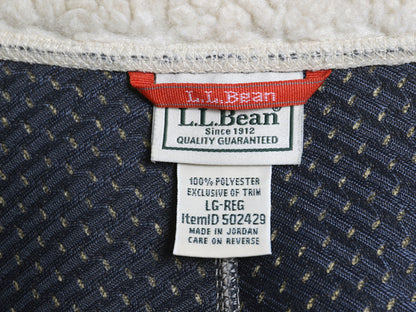 L.L.Bean
L.L.Bean
Since 1912
QUALITY GUARANTEED
100% POLYESTER
EXCLUSIVE OF TRIM
LG-REG
ItemID 502429
MADE IN JORDAN
CARE ON REVERSE